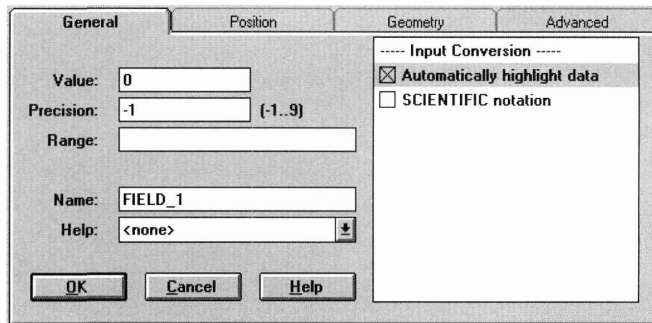 General Position Geometry Advanced
Value: 0
Precision: -1 (-1..9)
Range:
Name: FIELD_1
Help: <none>
OK Cancel Help
----- Input Conversion -----
Automatically highlight data
SCIENTIFIC notation